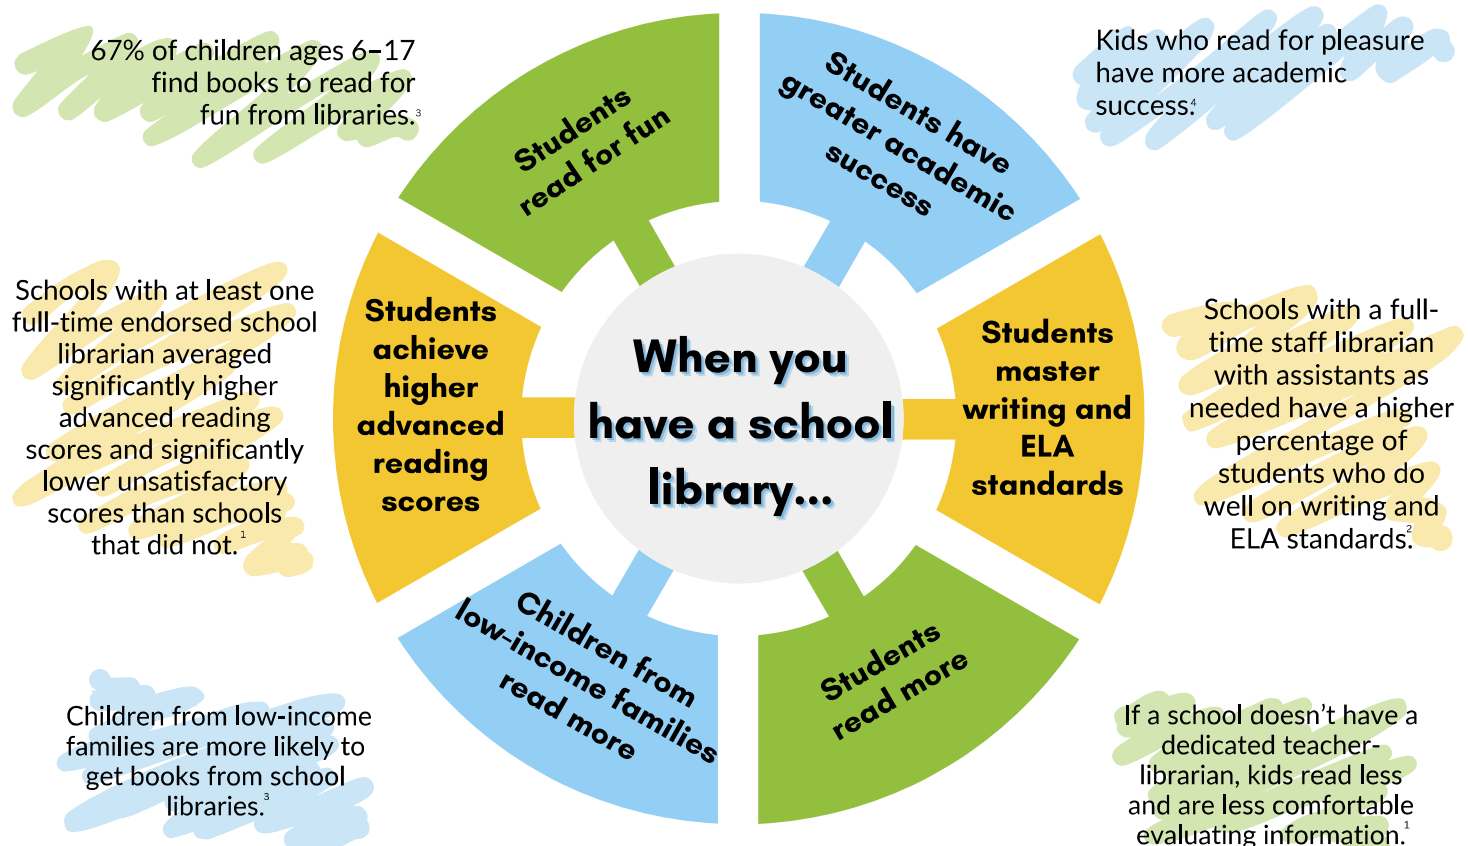 67% of children ages 6–17
find books to read for
fun from libraries.³
Students
read for fun
Students have
greater academic
success
Kids who read for pleasure
have more academic
success.⁴
Schools with at least one
full-time endorsed school
librarian averaged
significantly higher
advanced reading
scores and significantly
lower unsatisfactory
scores than schools
that did not.¹
Students
achieve
higher
advanced
reading
scores
When you
have a school
library...
Students
master
writing and
ELA
standards
Schools with a full-
time staff librarian
with assistants as
needed have a higher
percentage of
students who do
well on writing and
ELA standards.²
Children from low-income
families are more likely to
get books from school
libraries.³
Children from
low-income families
read more
Students
read more
If a school doesn't have a
dedicated teacher-
librarian, kids read less
and are less comfortable
evaluating information.¹